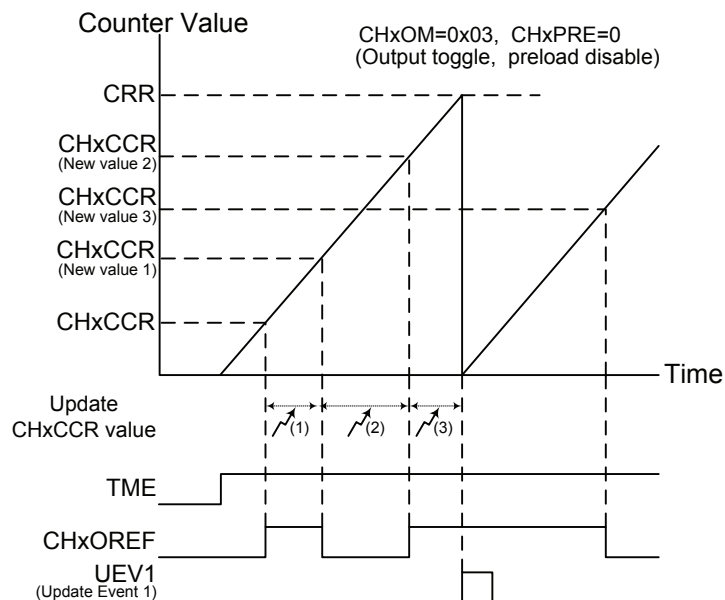 Counter Value
CHxOM=0x03, CHxPRE=0
(Output toggle, preload disable)
CRR
CHxCCR
(New value 2)
CHxCCR
(New value 3)
CHxCCR
(New value 1)
CHxCCR
Time
Update
CHxCCR value
(1)
(2)
(3)
TME
CHxOREF
UEV1
(Update Event 1)